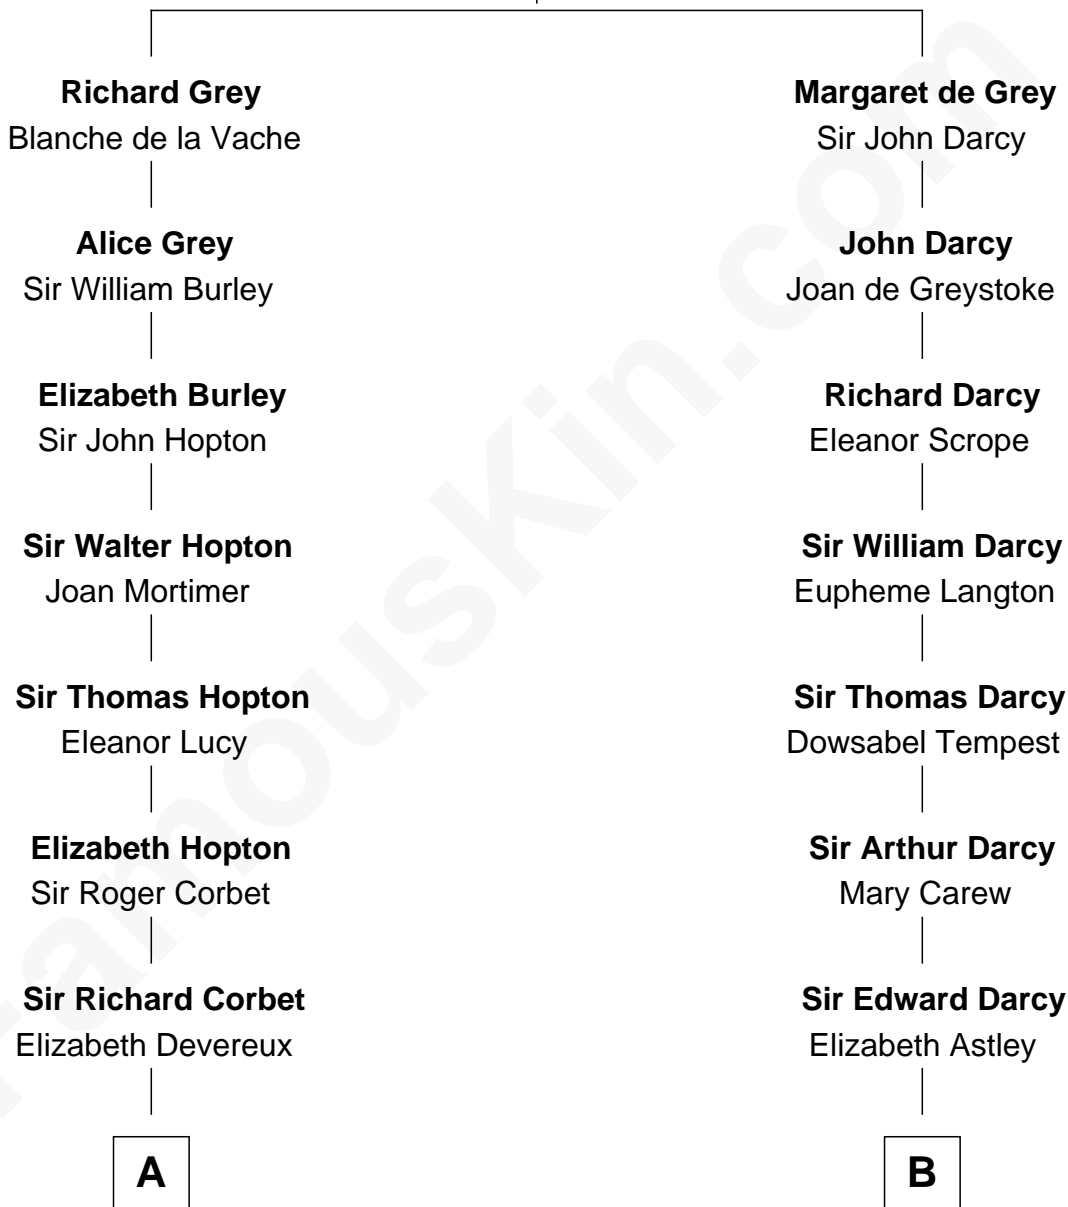 Richard Grey
Blanche de la Vache
Alice Grey
Sir William Burley
Elizabeth Burley
Sir John Hopton
Sir Walter Hopton
Joan Mortimer
Sir Thomas Hopton
Eleanor Lucy
Elizabeth Hopton
Sir Roger Corbet
Sir Richard Corbet
Elizabeth Devereux
A
Margaret de Grey
Sir John Darcy
John Darcy
Joan de Greystoke
Richard Darcy
Eleanor Scrope
Sir William Darcy
Eupheme Langton
Sir Thomas Darcy
Dowsabel Tempest
Sir Arthur Darcy
Mary Carew
Sir Edward Darcy
Elizabeth Astley
B
FamousKin.com